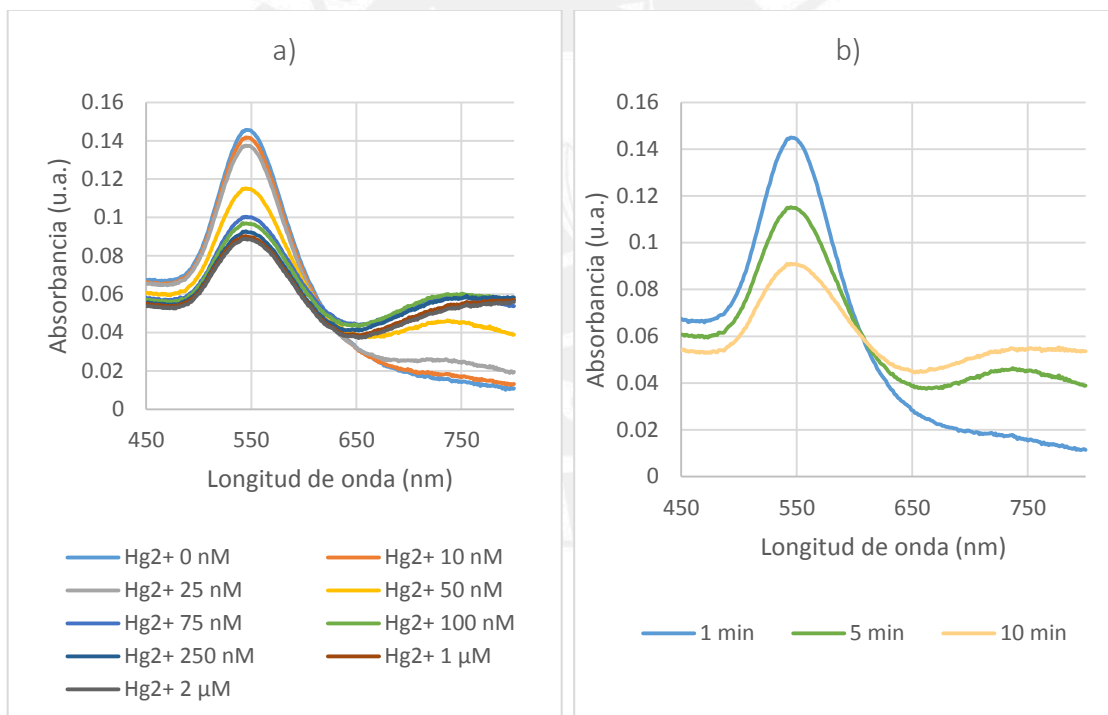 a)
0.16
0.14
0.12
0.1
0.08
0.06
0.04
0.02
0
Absorbancia (u.a.)
450 550 650 750
Longitud de onda (nm)
Hg2+ 0 nM Hg2+ 10 nM
Hg2+ 25 nM Hg2+ 50 nM
Hg2+ 75 nM Hg2+ 100 nM
Hg2+ 250 nM Hg2+ 1 µM
Hg2+ 2 µM
b)
0.16
0.14
0.12
0.1
0.08
0.06
0.04
0.02
0
Absorbancia (u.a.)
450 550 650 750
Longitud de onda (nm)
1 min 5 min 10 min